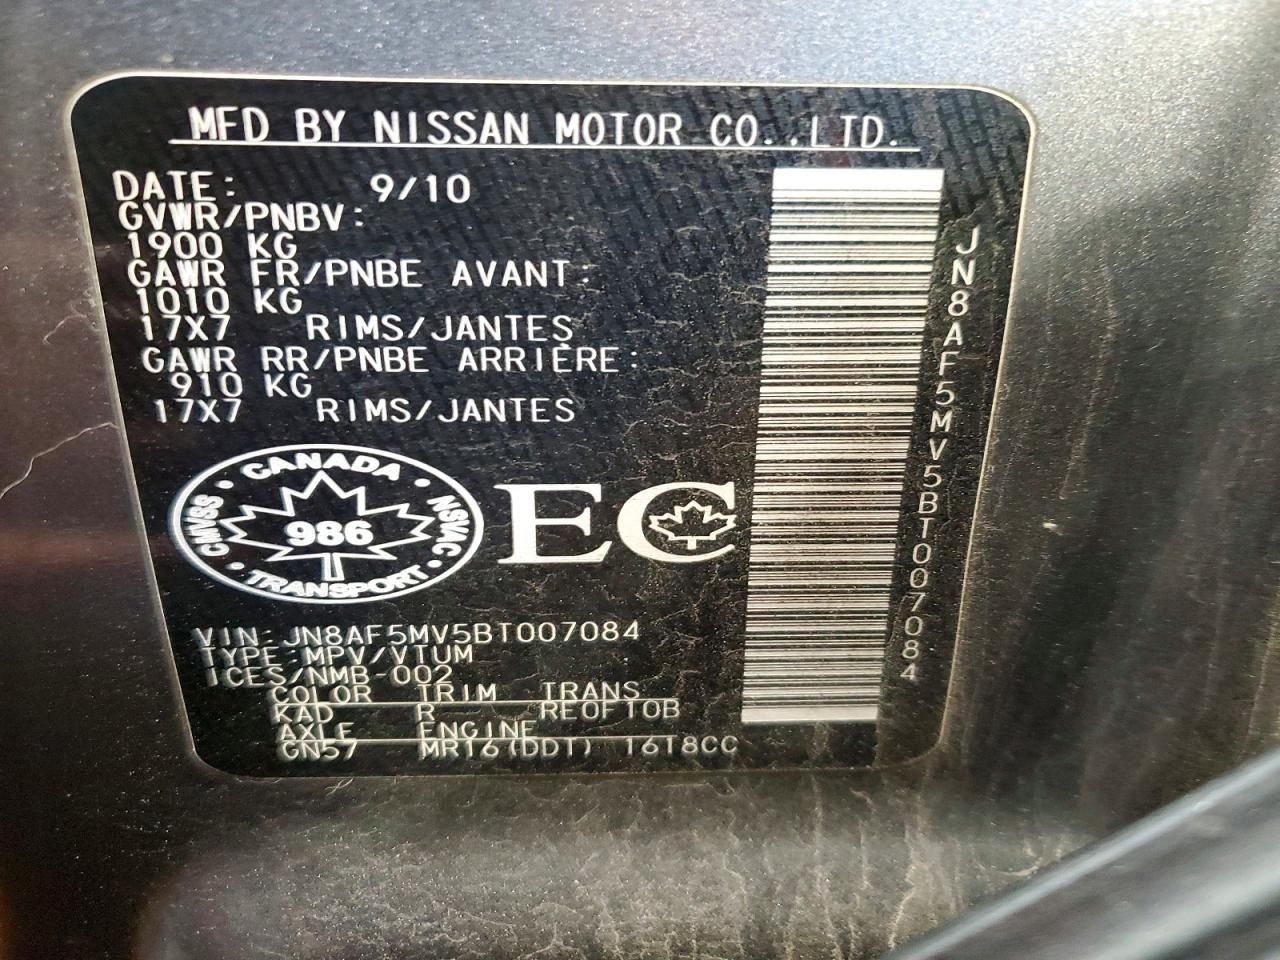 MFD BY NISSAN MOTOR CO.,LTD.
DATE: 9/10
GVWR/PNBV:
1900 KG
GAWR FR/PNBE AVANT:
1010 KG
17X7 RIMS/JANTES
GAWR RR/PNBE ARRIÈRE:
910 KG
17X7 RIMS/JANTES
CANADA
CMVSS 986 NSVAC
TRANSPORT
EC
VIN:JN8AF5MV5BT007084
TYPE:MPV/VTUM
ICES/NMB-002
COLOR TRIM TRANS
KAD R RE0F10B
AXLE ENGINE
GN57 MR16(DDT) 1618CC
JN8AF5MV5BT007084